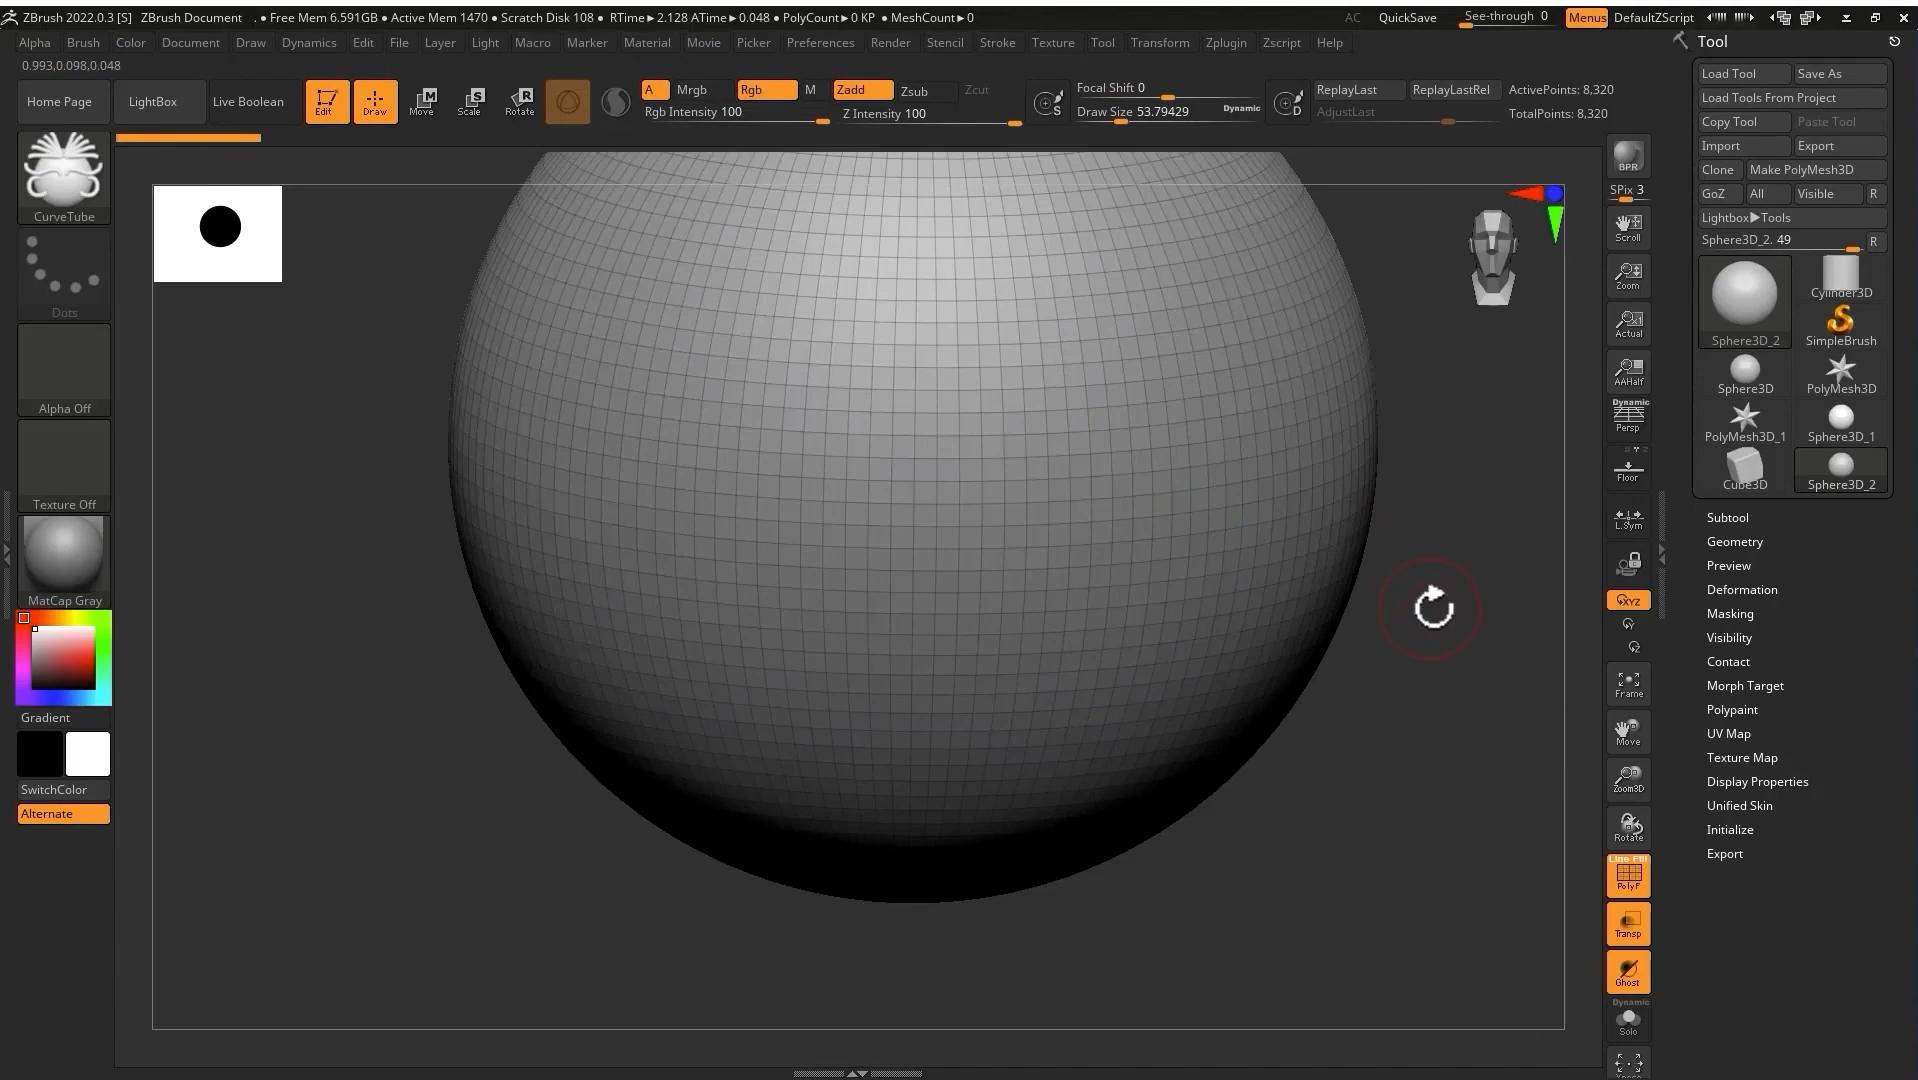 ZBrush 2022.0.3 [S] ZBrush Document . • Free Mem 6.591GB • Active Mem 1470 • Scratch Disk 108 • RTime►2.128 ATime►0.048 • PolyCount►0 KP • MeshCount►0 AC QuickSave See-through 0 Menus DefaultZScript
Alpha Brush Color Document Draw Dynamics Edit File Layer Light Macro Marker Material Movie Picker Preferences Render Stencil Stroke Texture Tool Transform Zplugin Zscript Help
0.993,0.098,0.048
Home Page LightBox Live Boolean Edit Draw Move Scale Rotate
A Mrgb Rgb M Zadd Zsub Zcut
Rgb Intensity 100 Z Intensity 100
S Focal Shift 0
Draw Size 53.79429 Dynamic
D ReplayLast ReplayLastRel ActivePoints: 8,320
AdjustLast TotalPoints: 8,320
CurveTube
Dots
Alpha Off
Texture Off
MatCap Gray
Gradient
SwitchColor
Alternate
BPR
SPix 3
Scroll
Zoom
Actual
AAHalf
Dynamic
Persp
Floor
L.Sym
XYZ
Y
Z
Frame
Move
Zoom3D
Rotate
Line Fill
PolyF
Transp
Ghost
Dynamic
Solo
Tool
Load Tool Save As
Load Tools From Project
Copy Tool Paste Tool
Import Export
Clone Make PolyMesh3D
GoZ All Visible R
Lightbox►Tools
Sphere3D_2. 49 R
Sphere3D_2 Cylinder3D
SimpleBrush
Sphere3D PolyMesh3D
PolyMesh3D_1 Sphere3D_1
Cube3D Sphere3D_2
Subtool
Geometry
Preview
Deformation
Masking
Visibility
Contact
Morph Target
Polypaint
UV Map
Texture Map
Display Properties
Unified Skin
Initialize
Export